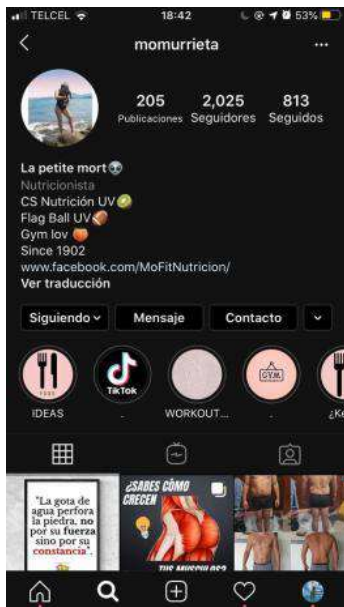 TELCEL 18:42 53%
momurrieta
205 2,025 813
Publicaciones Seguidores Seguidos
La petite mort👽
Nutricionista
CS Nutrición UV🥝
Flag Ball UV🏈
Gym lov 🍑
Since 1902
www.facebook.com/MoFitNutricion/
Ver traducción
Siguiendo Mensaje Contacto
FOOD
TikTok
GYM
IDEAS . WORKOUT... . ¿Ke
"La gota de
agua perfora
la piedra, no
por su fuerza
sino por su
constancia".
¿SABES CÓMO
CRECEN
TUS MUSCULOS?